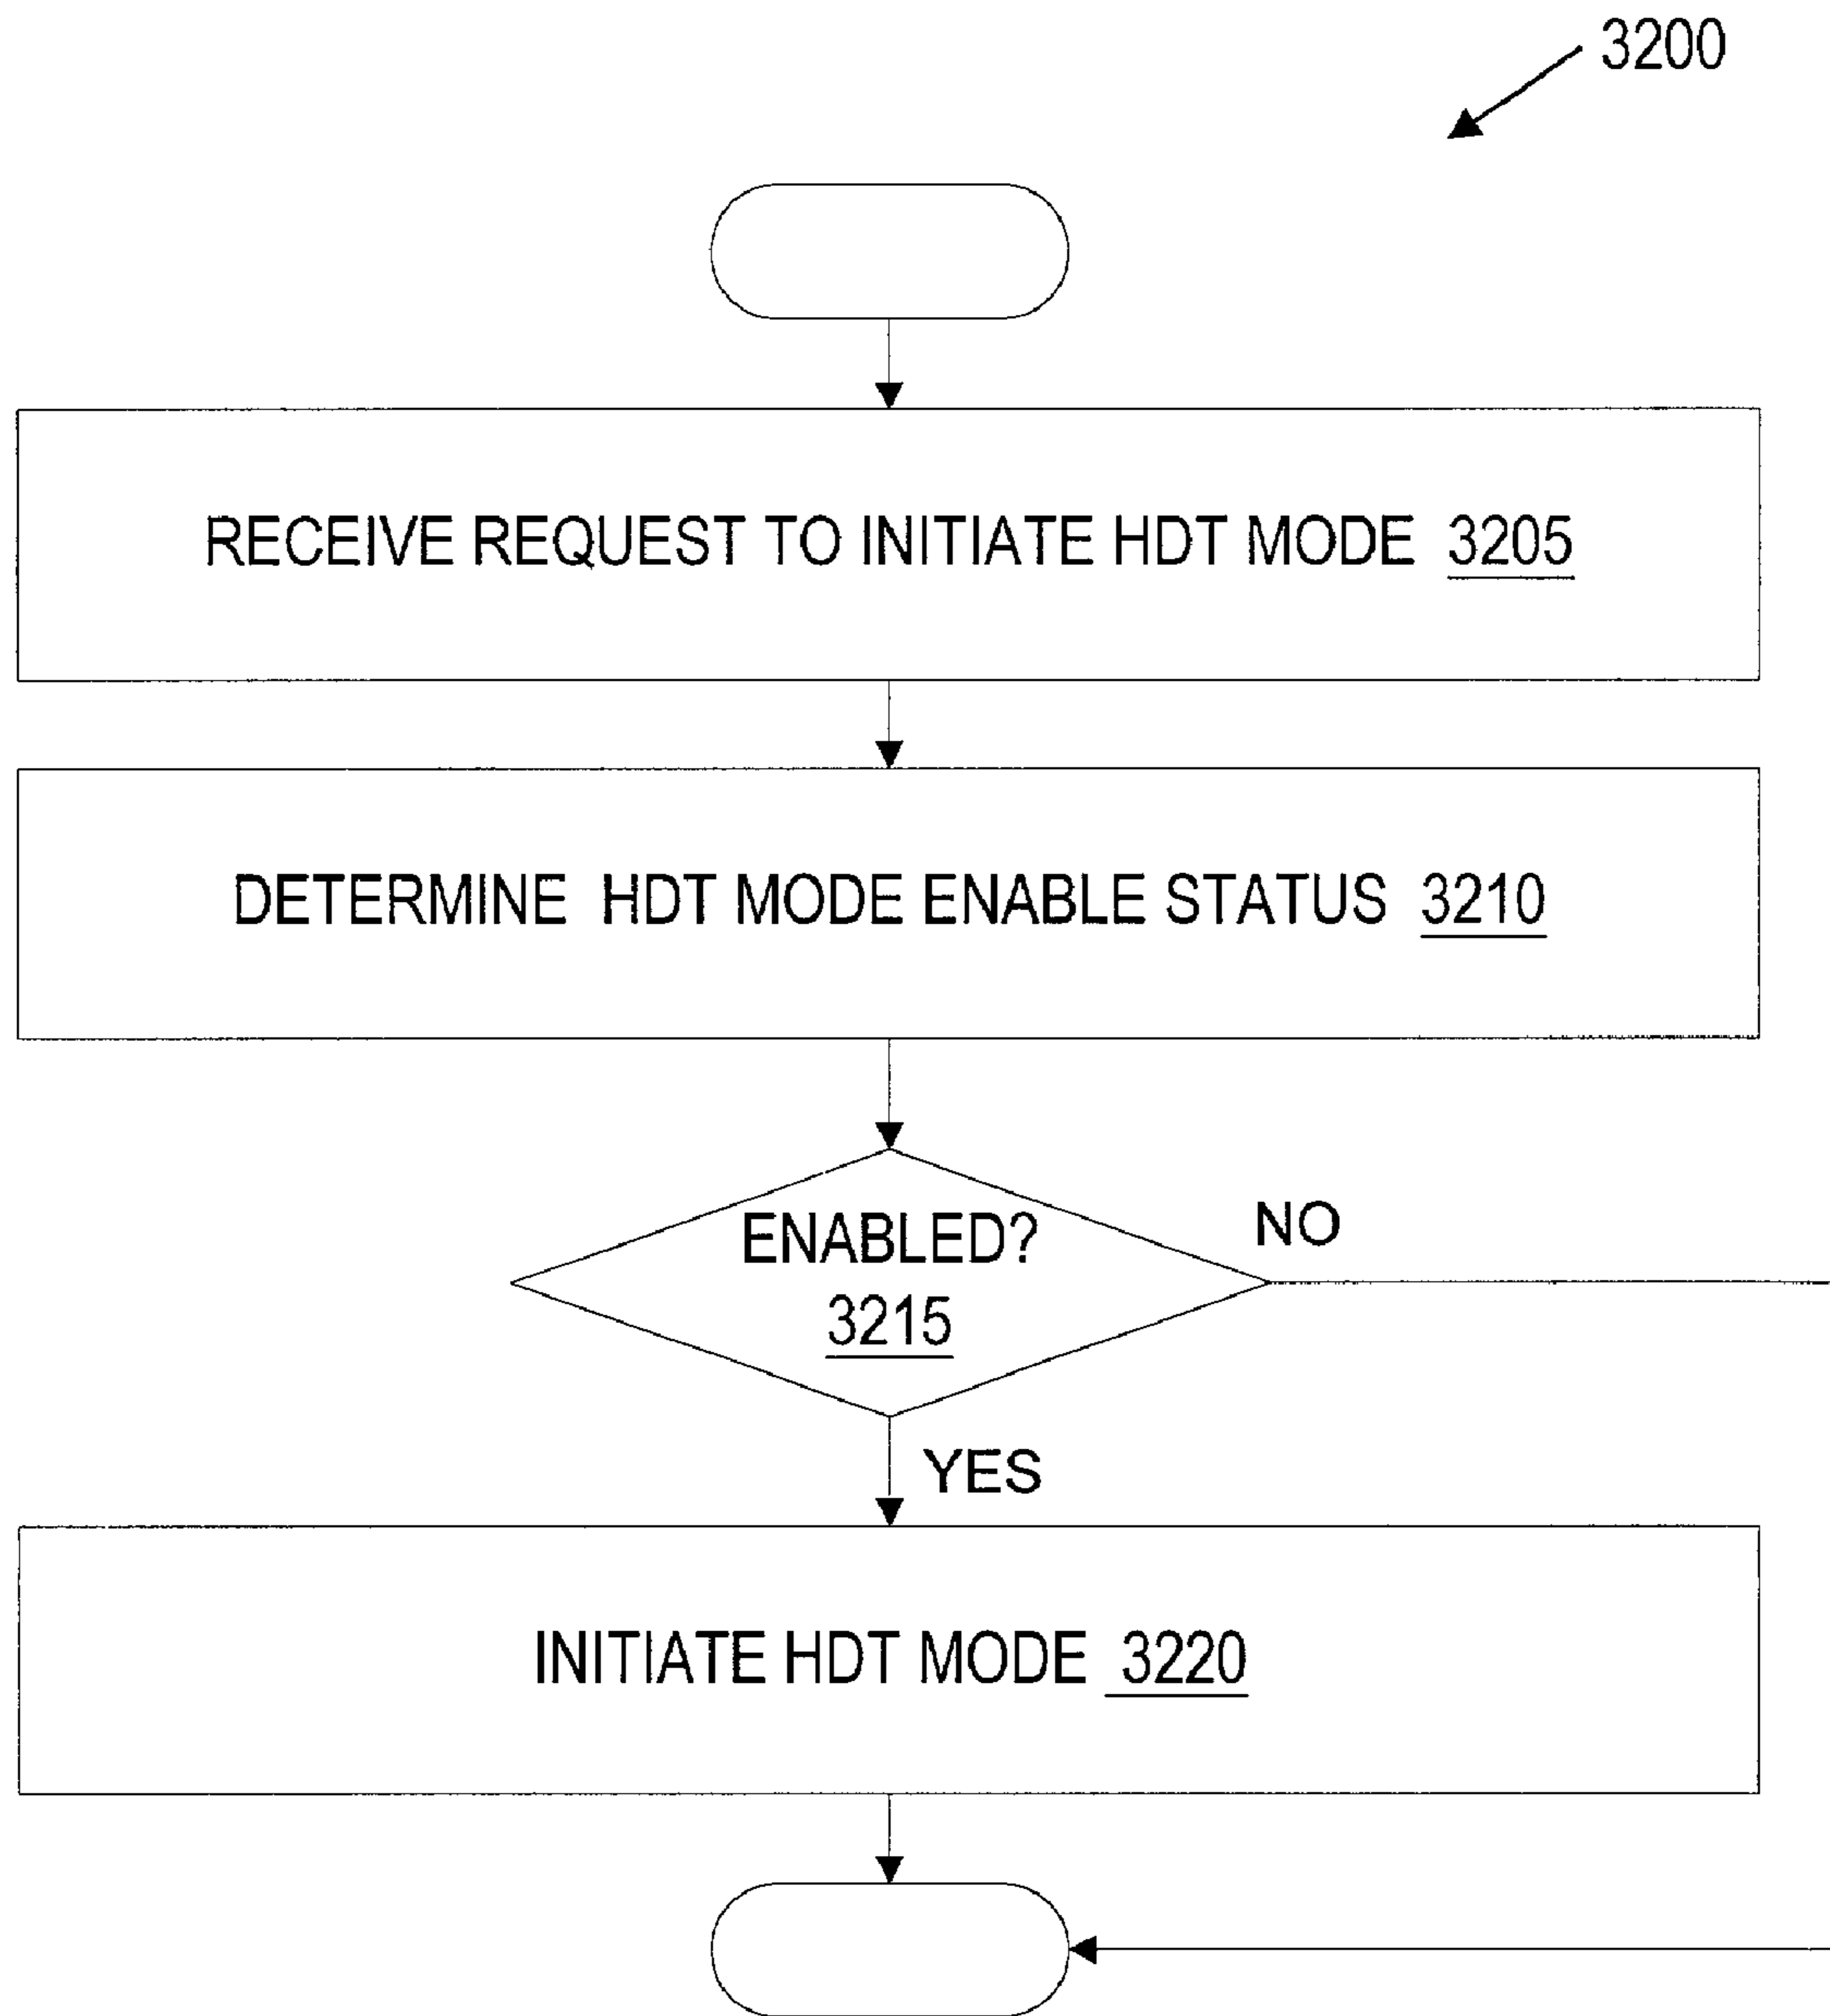 3200
RECEIVE REQUEST TO INITIATE HDT MODE 3205
DETERMINE HDT MODE ENABLE STATUS 3210
ENABLED?
3215
NO
YES
INITIATE HDT MODE 3220